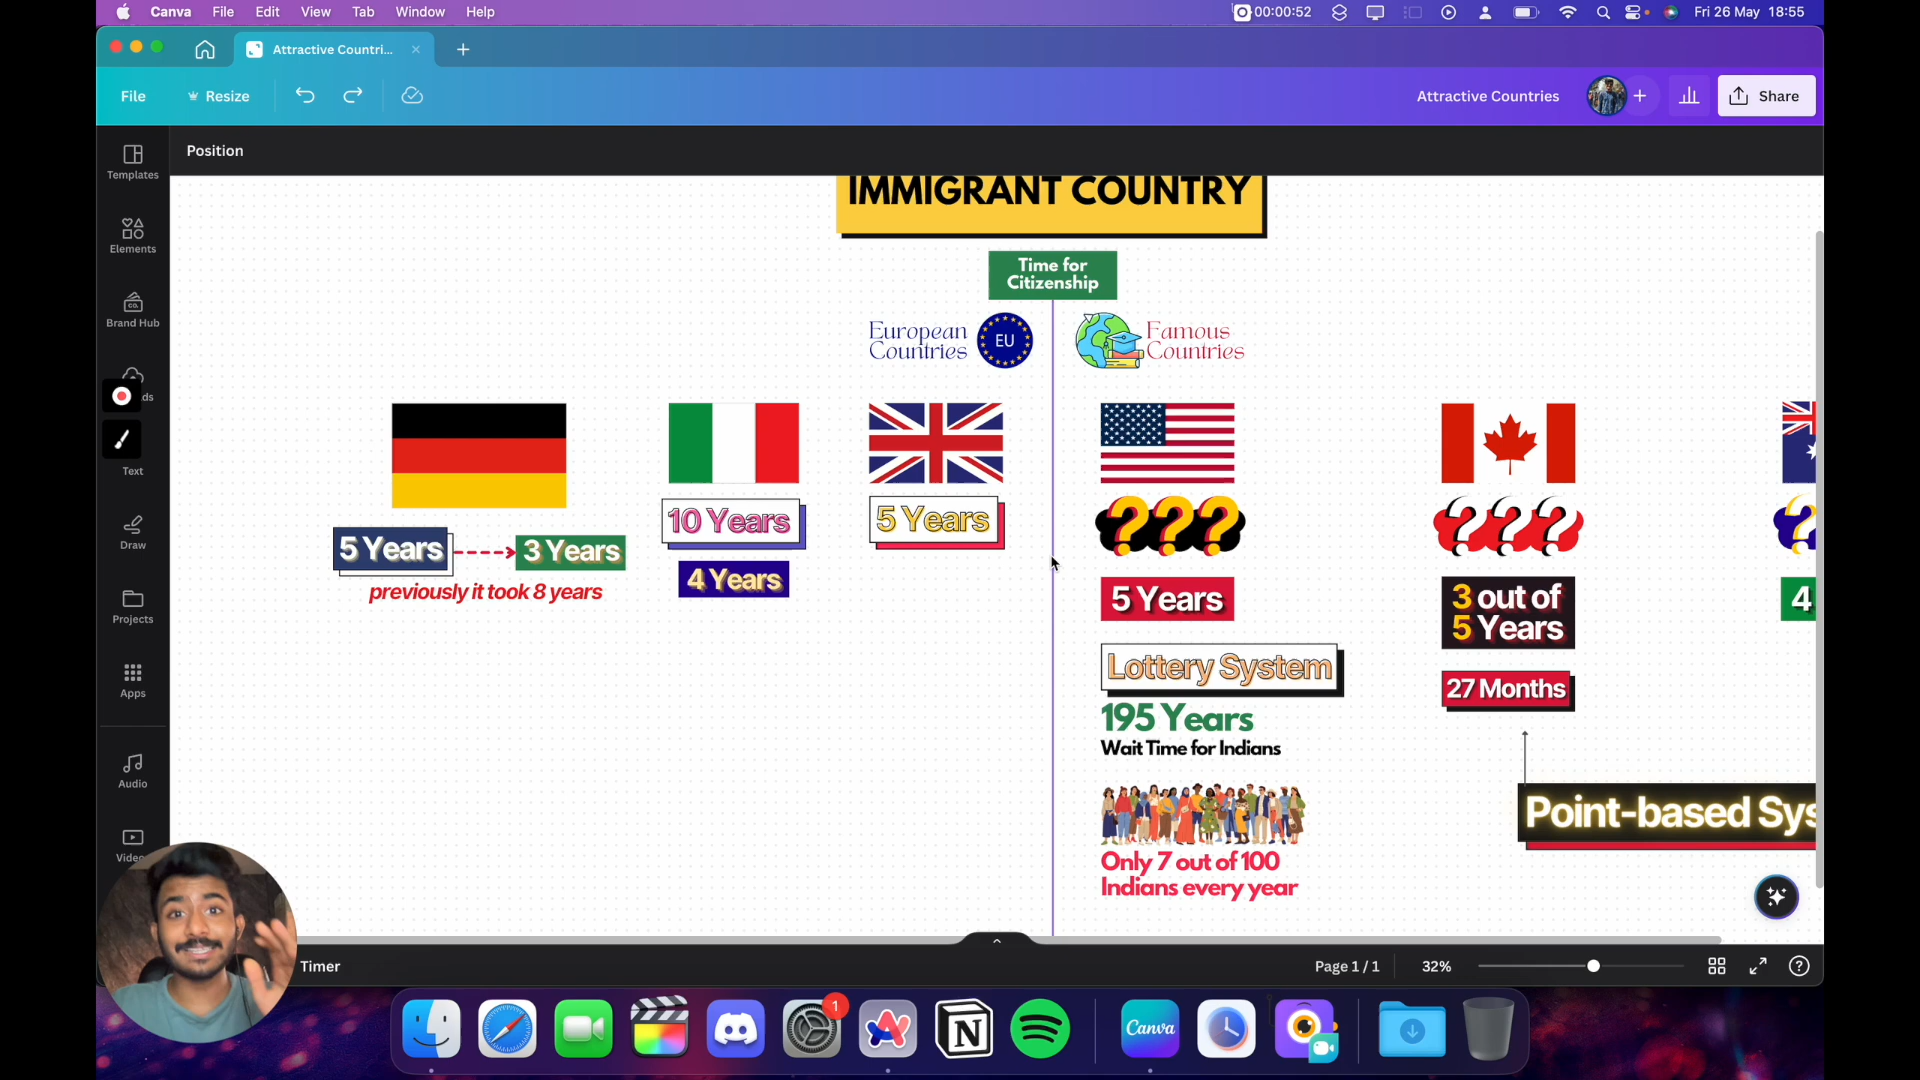 Canva File Edit View Tab Window Help 00:00:52 Fri 26 May 18:55
Attractive Countri...
File Resize Attractive Countries Share
Position
Templates
Elements
Brand Hub
ds
Text
Draw
Projects
Apps
Audio
IMMIGRANT COUNTRY
Time for
Citizenship
European
Countries
EU
Famous
Countries
5 Years
3 Years
previously it took 8 years
10 Years
4 Years
5 Years
???
5 Years
Lottery System
195 Years
Wait Time for Indians
Only 7 out of 100
Indians every year
???
3 out of
5 Years
27 Months
Point-based Sys
?
4
Timer
Page 1 / 1 32%
1
Canva